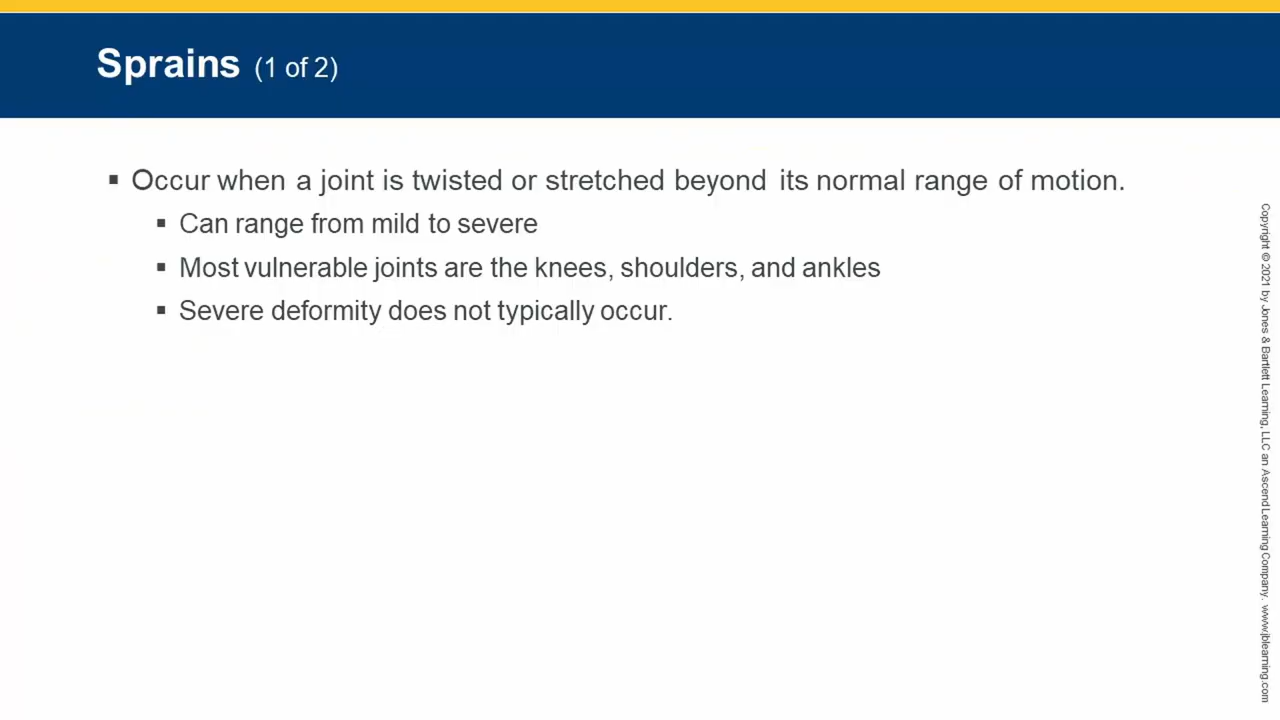 Sprains (1 of 2)
▪ Occur when a joint is twisted or stretched beyond its normal range of motion.
▪ Can range from mild to severe
▪ Most vulnerable joints are the knees, shoulders, and ankles
▪ Severe deformity does not typically occur.
Copyright © 2021 by Jones & Bartlett Learning, LLC an Ascend Learning Company. www.jblearning.com